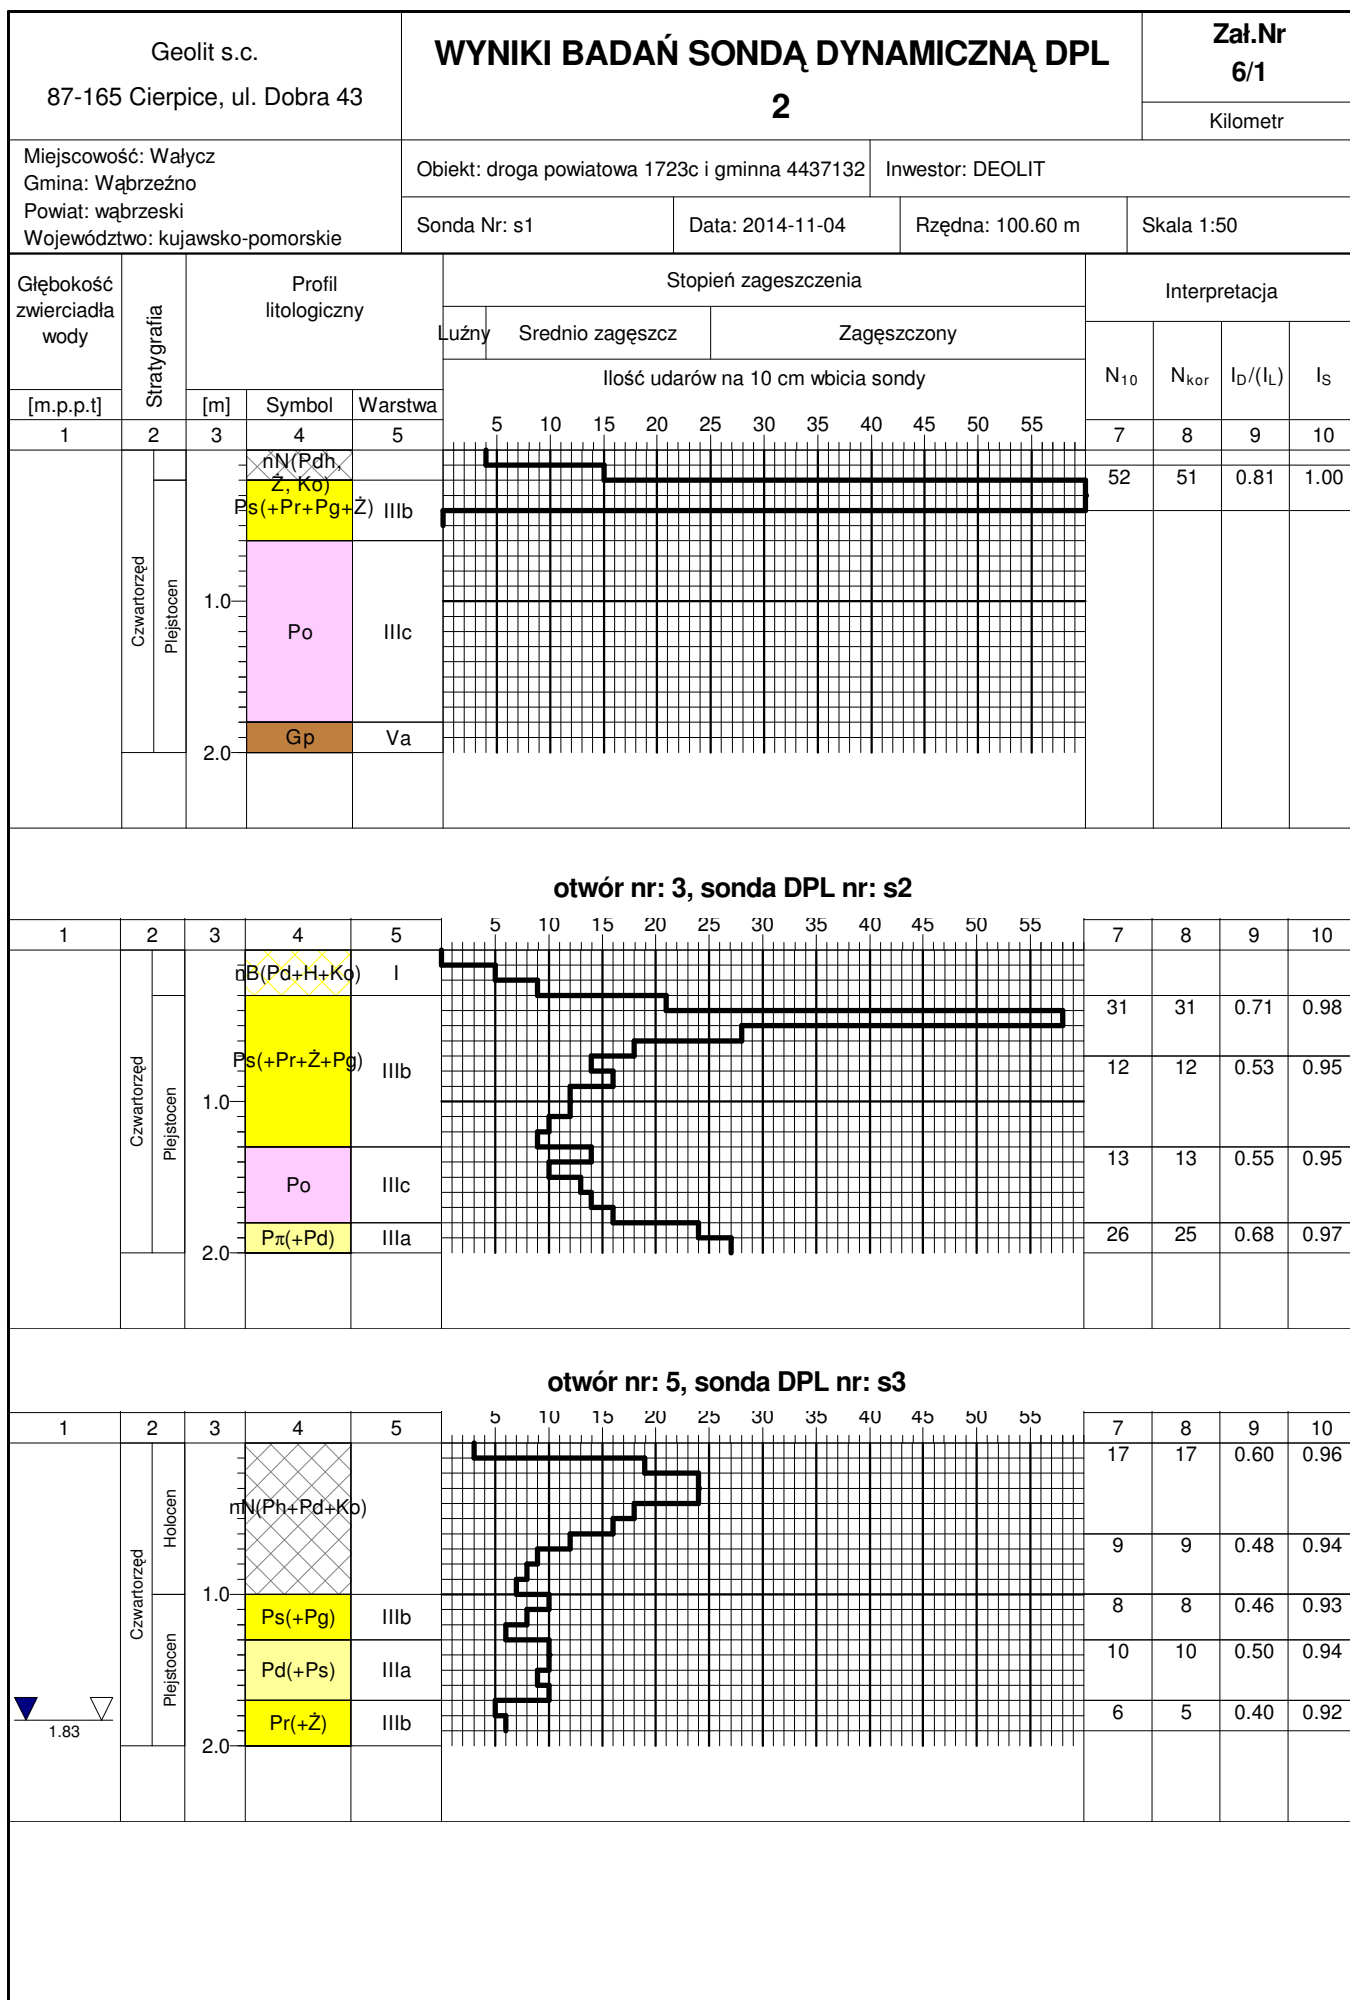 Geolit s.c.
87-165 Cierpice, ul. Dobra 43
WYNIKI BADAŃ SONDĄ DYNAMICZNĄ DPL
2
Zał.Nr
6/1
Kilometr
Miejscowość: Wałycz
Gmina: Wąbrzeźno
Powiat: wąbrzeski
Województwo: kujawsko-pomorskie
Obiekt: droga powiatowa 1723c i gminna 4437132
Inwestor: DEOLIT
Sonda Nr: s1
Data: 2014-11-04
Rzędna: 100.60 m
Skala 1:50
Głębokość
zwierciadła
wody
[m.p.p.t]
Stratygrafia
Profil
litologiczny
[m] Symbol Warstwa
Stopień zageszczenia
Luźny Srednio zagęszcz Zagęszczony
Ilość udarów na 10 cm wbicia sondy
Interpretacja
N10 Nkor ID/(IL) IS
5 10 15 20 25 30 35 40 45 50 55
1 2 3 4 5 7 8 9 10
Czwartorzęd
Plejstocen
nN(Pdh,
Ż, Ko)
52 51 0.81 1.00
Ps(+Pr+Pg+Ż) IIIb
1.0
Po IIIc
Gp Va
2.0
otwór nr: 3, sonda DPL nr: s2
5 10 15 20 25 30 35 40 45 50 55
1 2 3 4 5 7 8 9 10
Czwartorzęd
Plejstocen
nB(Pd+H+Ko) I
31 31 0.71 0.98
Ps(+Pr+Ż+Pg) IIIb
12 12 0.53 0.95
1.0
13 13 0.55 0.95
Po IIIc
Pπ(+Pd) IIIa
26 25 0.68 0.97
2.0
otwór nr: 5, sonda DPL nr: s3
5 10 15 20 25 30 35 40 45 50 55
1 2 3 4 5 7 8 9 10
Czwartorzęd
Holocen
Plejstocen
17 17 0.60 0.96
nN(Ph+Pd+Ko)
9 9 0.48 0.94
1.0
Ps(+Pg) IIIb
8 8 0.46 0.93
Pd(+Ps) IIIa
10 10 0.50 0.94
Pr(+Ż) IIIb
6 5 0.40 0.92
1.83
2.0